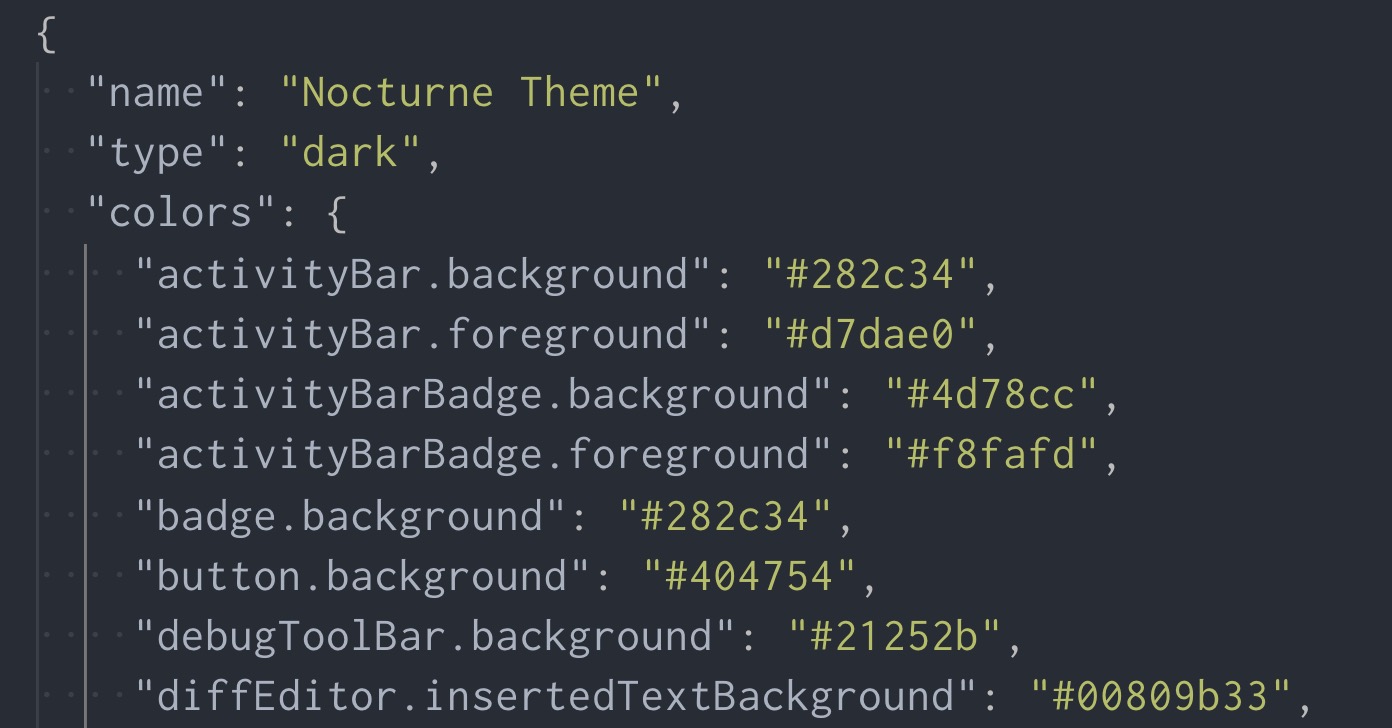 {
"name": "Nocturne Theme",
"type": "dark",
"colors": {
"activityBar.background": "#282c34",
"activityBar.foreground": "#d7dae0",
"activityBarBadge.background": "#4d78cc",
"activityBarBadge.foreground": "#f8fafd",
"badge.background": "#282c34",
"button.background": "#404754",
"debugToolBar.background": "#21252b",
"diffEditor.insertedTextBackground": "#00809b33",